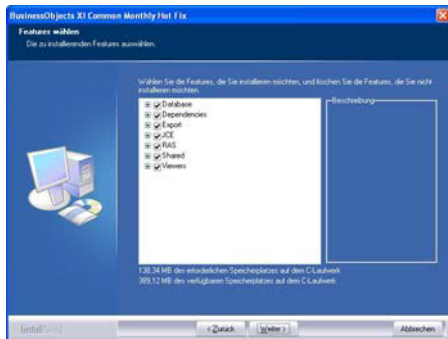 BusinessObjects XI Common Monthly Hot Fix
Features wählen
Die zu installierenden Features auswählen.
Wählen Sie die Features, die Sie installieren möchten, und löschen Sie die Features, die Sie nicht
installieren möchten.
Database
Dependencies
Export
JCE
RAS
Shared
Viewers
Beschreibung
138,34 MB des erforderlichen Speicherplatzes auf dem C-Laufwerk
389,12 MB des verfügbaren Speicherplatzes auf dem C-Laufwerk
InstallShield
< Zurück
Weiter >
Abbrechen